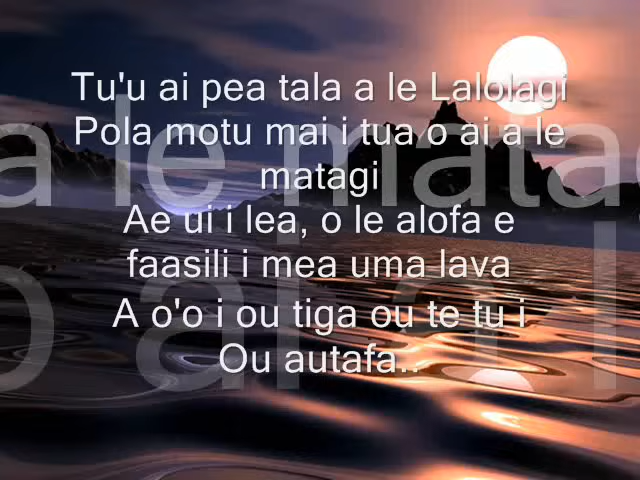 Tu'u ai pea tala a le Lalolagi
Pola motu mai i tua o ai a le
matagi
Ae ui i lea, o le alofa e
faasili i mea uma lava
A o'o i ou tiga ou te tu i
Ou autafa..